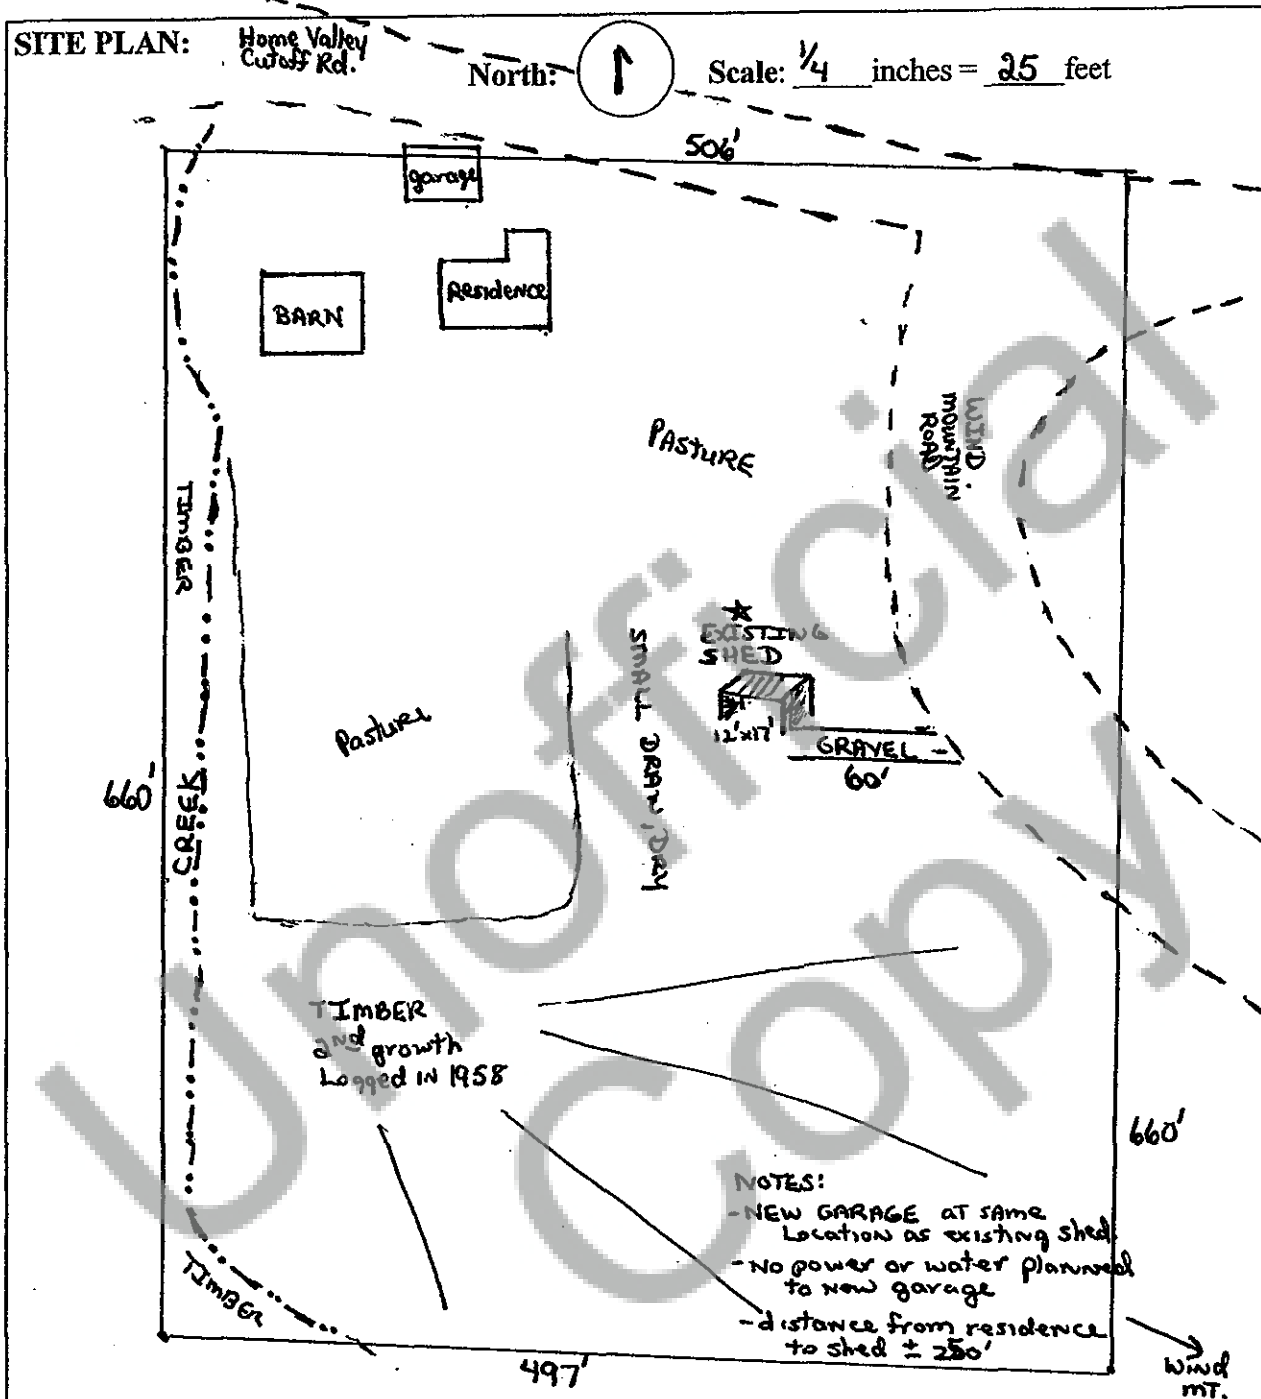 SITE PLAN:
Home Valley
Cutoff Rd.
North:
Scale: 1/4 inches = 25 feet
506'
garage
Residence
BARN
PASTURE
WIND
MOUNTAIN
ROAD
TIMBER
EXISTING
SHED
12'x17'
GRAVEL
60'
SMALL DRAW, DRY
Pasture
660'
CREEK
TIMBER
2nd growth
Logged IN 1958
660'
NOTES:
- NEW GARAGE at same
Location as existing shed
- No power or water planned
to new garage
- distance from residence
to shed ± 250'
TIMBER
497'
Wind
MT.
Unofficial
Copy